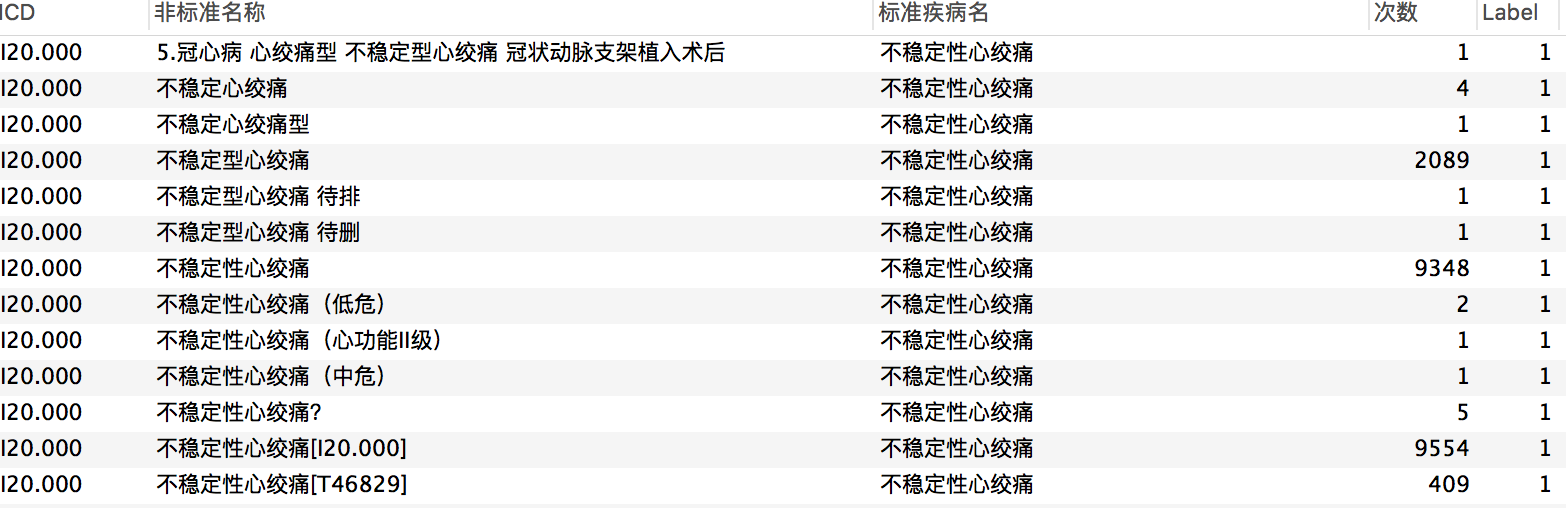 ICD 非标准名称 标准疾病名 次数 Label
I20.000 5.冠心病 心绞痛型 不稳定型心绞痛 冠状动脉支架植入术后 不稳定性心绞痛 1 1
I20.000 不稳定心绞痛 不稳定性心绞痛 4 1
I20.000 不稳定心绞痛型 不稳定性心绞痛 1 1
I20.000 不稳定型心绞痛 不稳定性心绞痛 2089 1
I20.000 不稳定型心绞痛 待排 不稳定性心绞痛 1 1
I20.000 不稳定型心绞痛 待删 不稳定性心绞痛 1 1
I20.000 不稳定性心绞痛 不稳定性心绞痛 9348 1
I20.000 不稳定性心绞痛（低危） 不稳定性心绞痛 2 1
I20.000 不稳定性心绞痛（心功能II级） 不稳定性心绞痛 1 1
I20.000 不稳定性心绞痛（中危） 不稳定性心绞痛 1 1
I20.000 不稳定性心绞痛? 不稳定性心绞痛 5 1
I20.000 不稳定性心绞痛[I20.000] 不稳定性心绞痛 9554 1
I20.000 不稳定性心绞痛[T46829] 不稳定性心绞痛 409 1